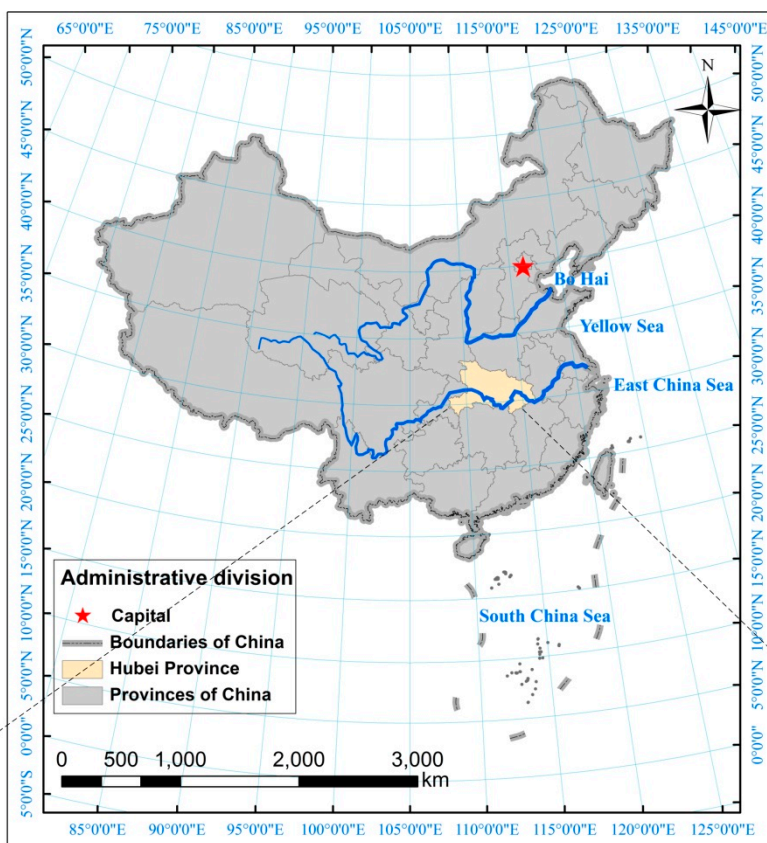 65°0'0"E 75°0'0"E 85°0'0"E 95°0'0"E 105°0'0"E 115°0'0"E 125°0'0"E 135°0'0"E 145°0'0"E
N
50°0'0"N 50°0'0"N
45°0'0"N 45°0'0"N
40°0'0"N 40°0'0"N
35°0'0"N 35°0'0"N
30°0'0"N 30°0'0"N
25°0'0"N 25°0'0"N
20°0'0"N 20°0'0"N
15°0'0"N 15°0'0"N
10°0'0"N 10°0'0"N
5°0'0"N 5°0'0"N
0°0'0" 0°0'0"
5°0'0"S
Bo Hai
Yellow Sea
East China Sea
South China Sea
Administrative division
Capital
Boundaries of China
Hubei Province
Provinces of China
0 500 1,000 2,000 3,000
km
85°0'0"E 90°0'0"E 95°0'0"E 100°0'0"E 105°0'0"E 110°0'0"E 115°0'0"E 120°0'0"E